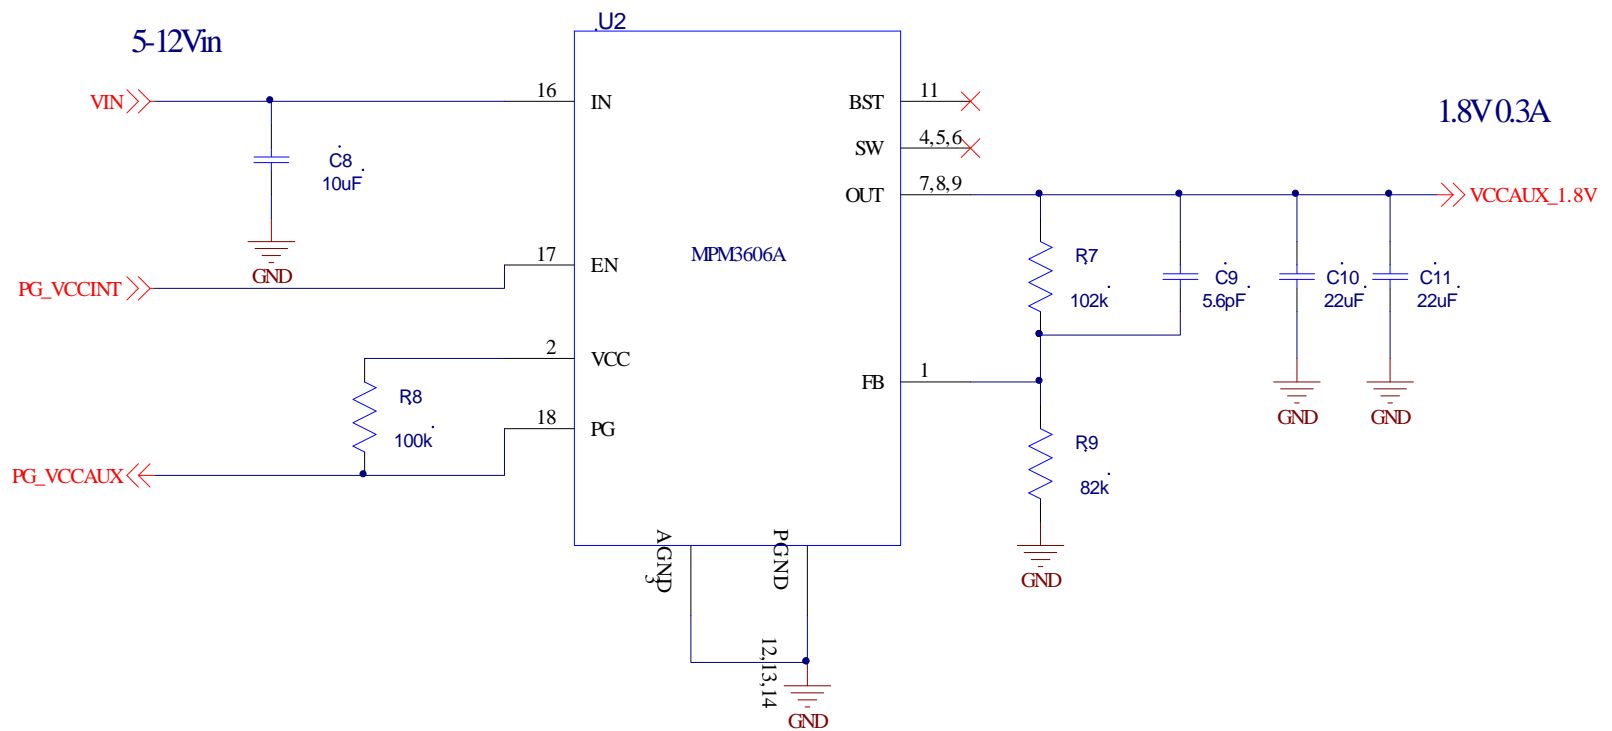 5-12Vin
U2
VIN
16
IN
BST
11
1.8V 0.3A
SW
4,5,6
C8
10uF
OUT
7,8,9
VCCAUX_1.8V
GND
17
EN
MPM3606A
R7
102k
C9
5.6pF
C10
22uF
C11
22uF
PG_VCCINT
2
VCC
FB
1
R8
100k
GND
GND
18
PG
R9
82k
PG_VCCAUX
AGND
3
PGND
GND
12,13,14
GND